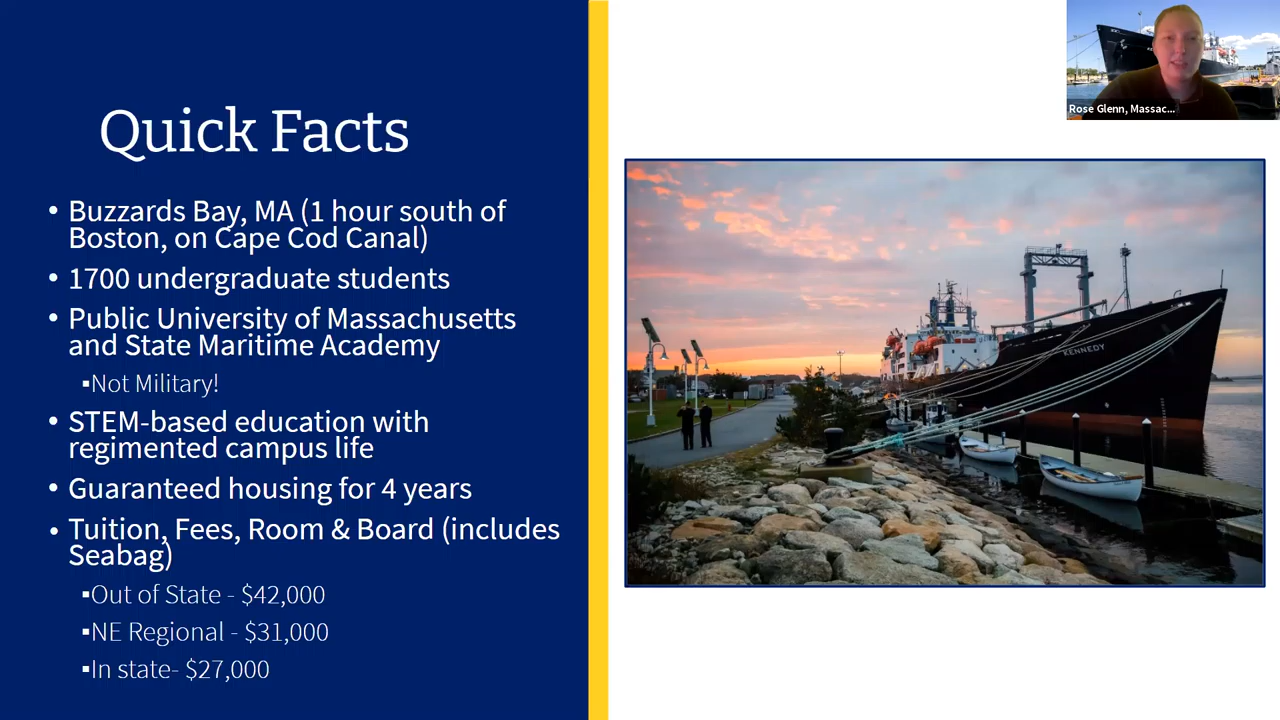 Quick Facts
• Buzzards Bay, MA (1 hour south of
Boston, on Cape Cod Canal)
• 1700 undergraduate students
• Public University of Massachusetts
and State Maritime Academy
▪Not Military!
• STEM-based education with
regimented campus life
• Guaranteed housing for 4 years
• Tuition, Fees, Room & Board (includes
Seabag)
▪Out of State - $42,000
▪NE Regional - $31,000
▪In state- $27,000
Rose Glenn, Massac...
KENNEDY